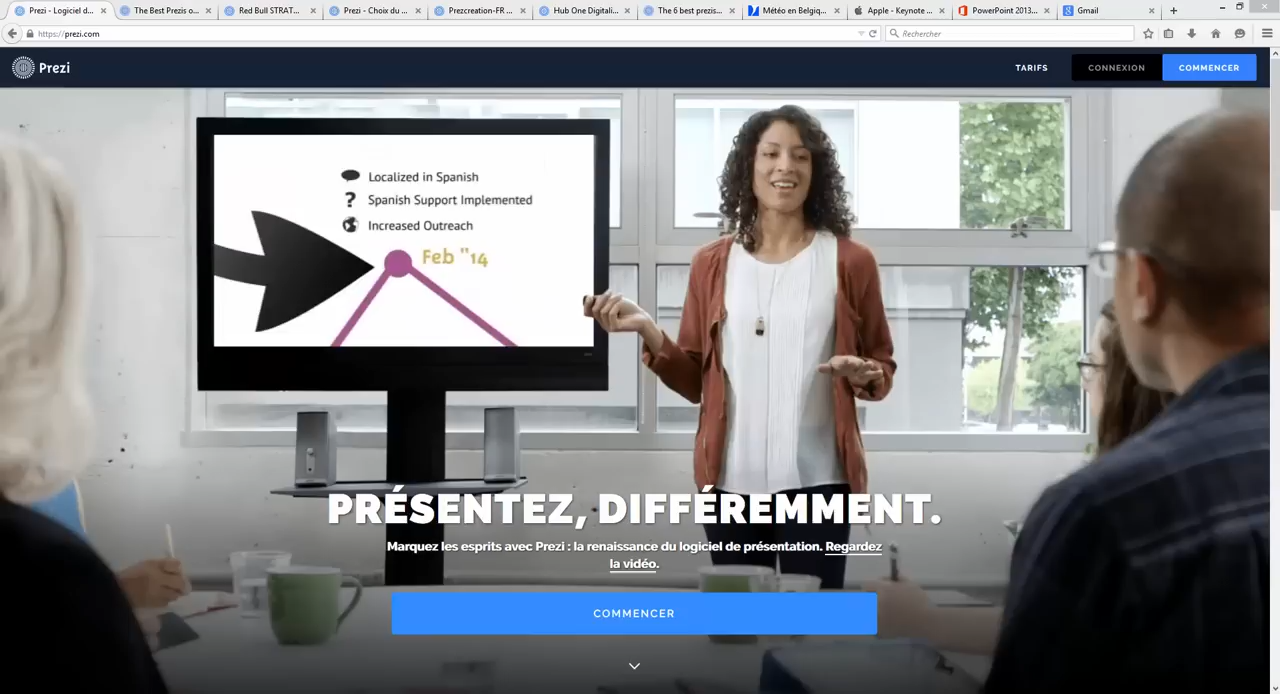 Prezi - Logiciel d...
The Best Prezis o...
Red Bull STRAT...
Prezi - Choix du ...
Prezzcreation-FR ...
Hub One Digitali...
The 6 best prezis...
Météo en Belgiq...
Apple - Keynote ...
PowerPoint 2013...
Gmail
https://prezi.com
Rechercher
Prezi
TARIFS
CONNEXION
COMMENCER
Localized in Spanish
? Spanish Support Implemented
Increased Outreach
Feb "14
PRÉSENTEZ, DIFFÉREMMENT.
Marquez les esprits avec Prezi : la renaissance du logiciel de présentation. Regardez
la vidéo.
COMMENCER